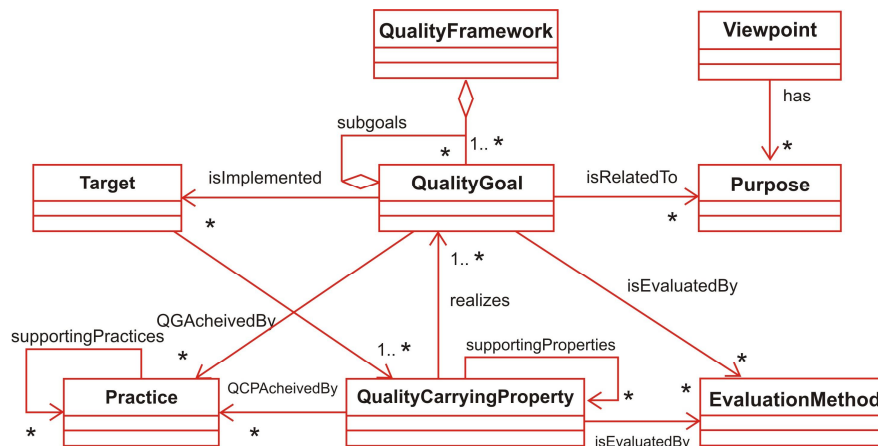 QualityFramework
Viewpoint
has
subgoals
1.. *
*
*
Target
isImplemented
QualityGoal
isRelatedTo
Purpose
*
*
1.. *
isEvaluatedBy
realizes
QGAcheivedBy
supportingPractices
supportingProperties
*
1.. *
*
*
Practice
QCPAcheivedBy
QualityCarryingProperty
*
EvaluationMethod
*
*
isEvaluatedBy